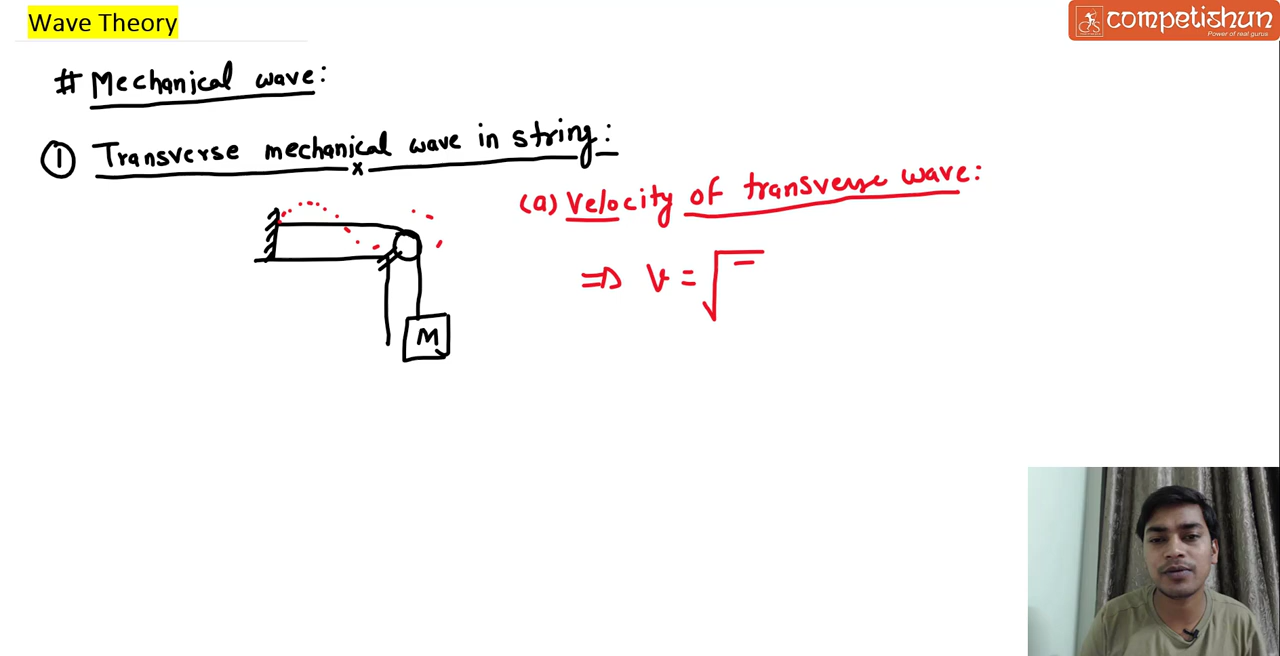 Wave Theory
competishun
Power of real gurus
# Mechanical wave:
① Transverse mechanical wave in string:
x
(a) Velocity of transverse wave:
⇒ v = √
M